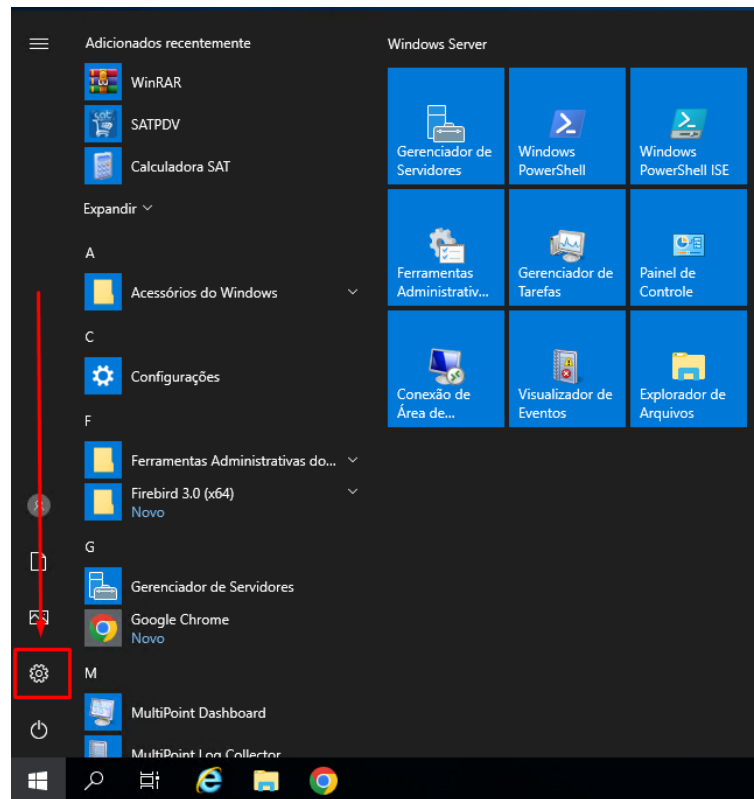 Adicionados recentemente
WinRAR
SATPDV
Calculadora SAT
Expandir
A
Acessórios do Windows
C
Configurações
F
Ferramentas Administrativas do...
Firebird 3.0 (x64)
Novo
G
Gerenciador de Servidores
Google Chrome
Novo
M
MultiPoint Dashboard
MultiPoint Log Collector
Windows Server
Gerenciador de
Servidores
Windows
PowerShell
Windows
PowerShell ISE
Ferramentas
Administrativ...
Gerenciador de
Tarefas
Painel de
Controle
Conexão de
Área de...
Visualizador de
Eventos
Explorador de
Arquivos